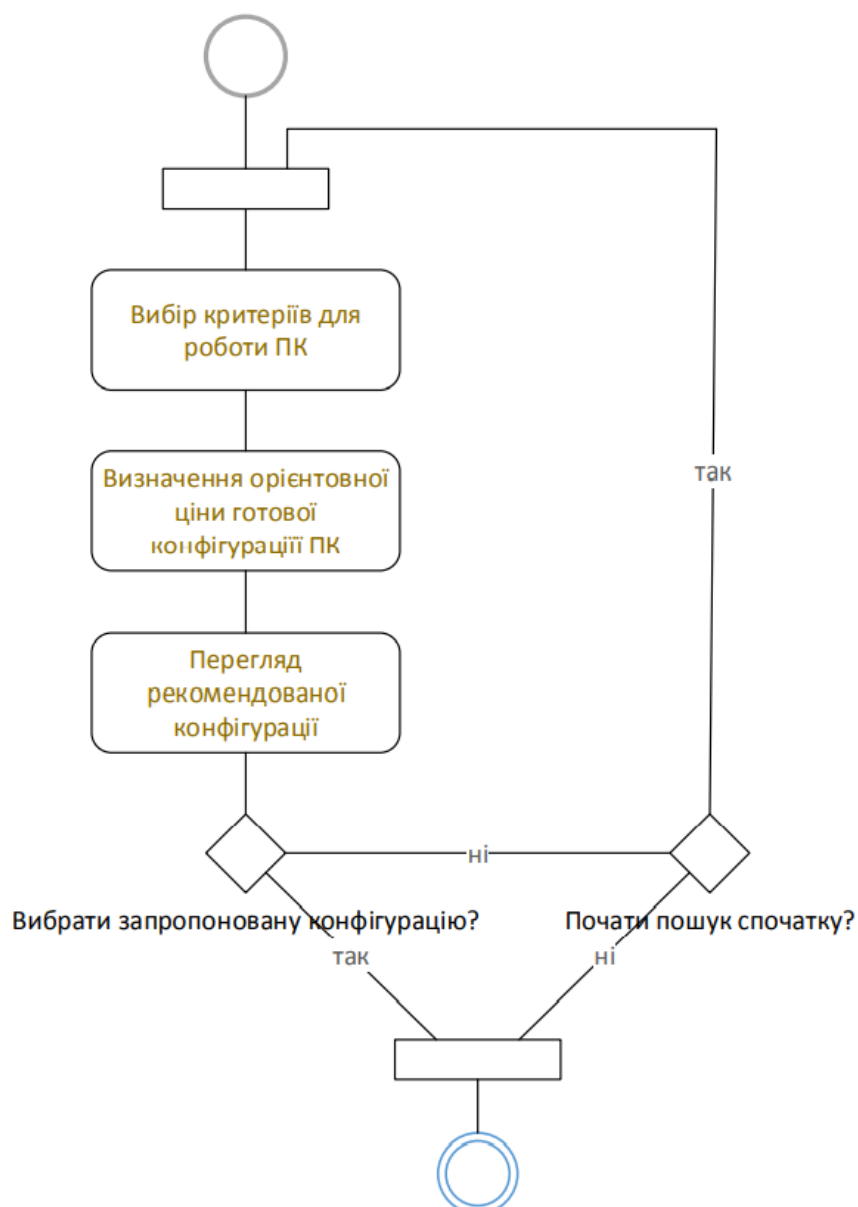 Вибір критеріїв для
роботи ПК
Визначення орієнтовної
ціни готової
конфігураціїї ПК
так
Перегляд
рекомендованої
конфігурації
ні
Вибрати запропоновану конфігурацію?
Почати пошук спочатку?
так
ні